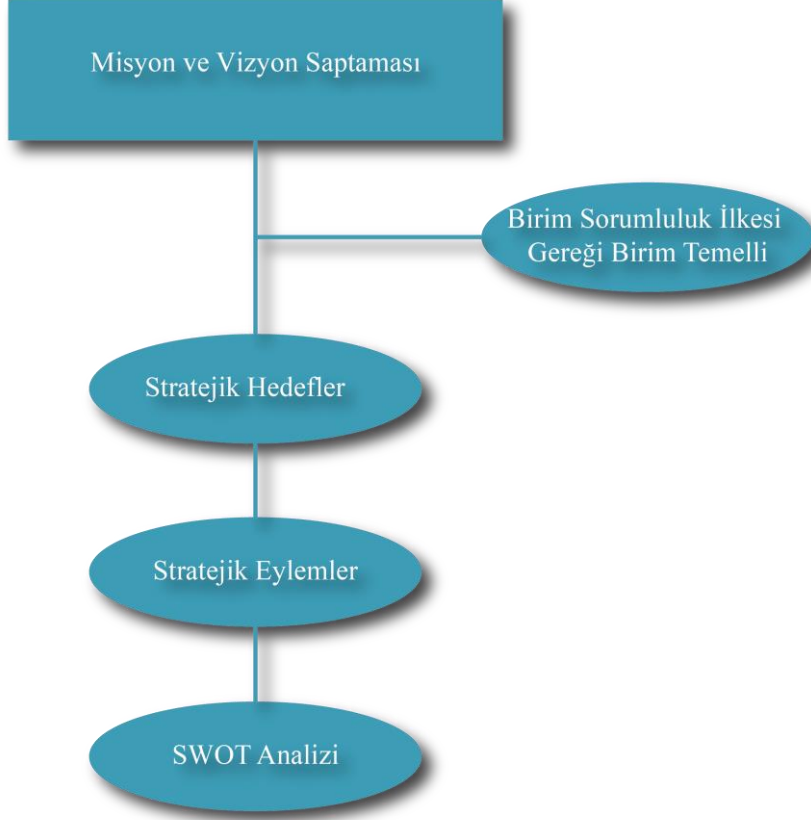 Misyon ve Vizyon Saptaması
Birim Sorumluluk İlkesi
Gereği Birim Temelli
Stratejik Hedefler
Stratejik Eylemler
SWOT Analizi